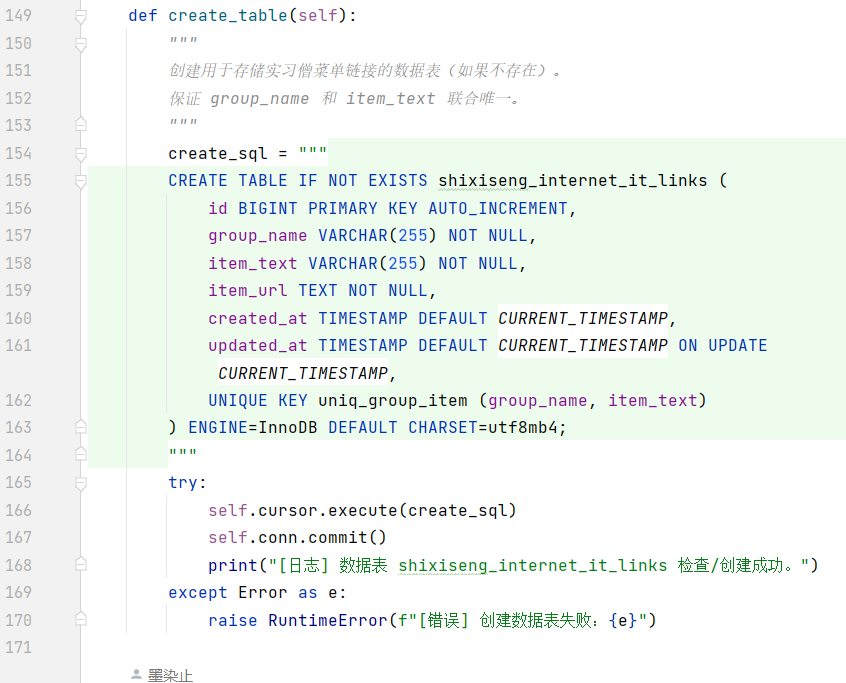 149 def create_table(self):
150 """
151 创建用于存储实习僧菜单链接的数据表（如果不存在）。
152 保证 group_name 和 item_text 联合唯一。
153 """
154 create_sql = """
155 CREATE TABLE IF NOT EXISTS shixiseng_internet_it_links (
156 id BIGINT PRIMARY KEY AUTO_INCREMENT,
157 group_name VARCHAR(255) NOT NULL,
158 item_text VARCHAR(255) NOT NULL,
159 item_url TEXT NOT NULL,
160 created_at TIMESTAMP DEFAULT CURRENT_TIMESTAMP,
161 updated_at TIMESTAMP DEFAULT CURRENT_TIMESTAMP ON UPDATE
CURRENT_TIMESTAMP,
162 UNIQUE KEY uniq_group_item (group_name, item_text)
163 ) ENGINE=InnoDB DEFAULT CHARSET=utf8mb4;
164 """
165 try:
166 self.cursor.execute(create_sql)
167 self.conn.commit()
168 print("[日志] 数据表 shixiseng_internet_it_links 检查/创建成功。")
169 except Error as e:
170 raise RuntimeError(f"[错误] 创建数据表失败：{e}")
171
墨染止